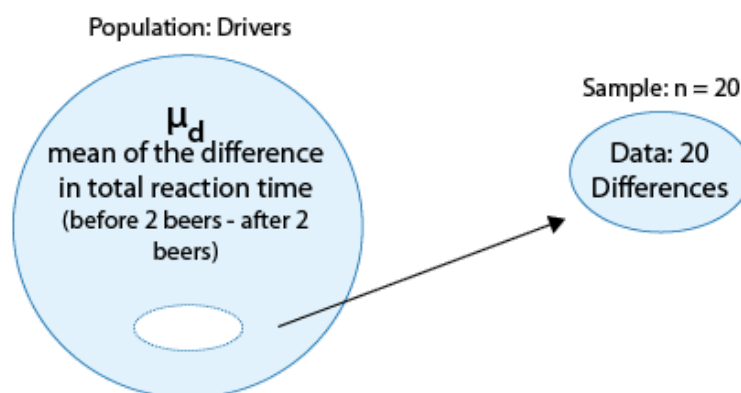 Population: Drivers
μd
mean of the difference
in total reaction time
(before 2 beers - after 2
beers)
Sample: n = 20
Data: 20
Differences